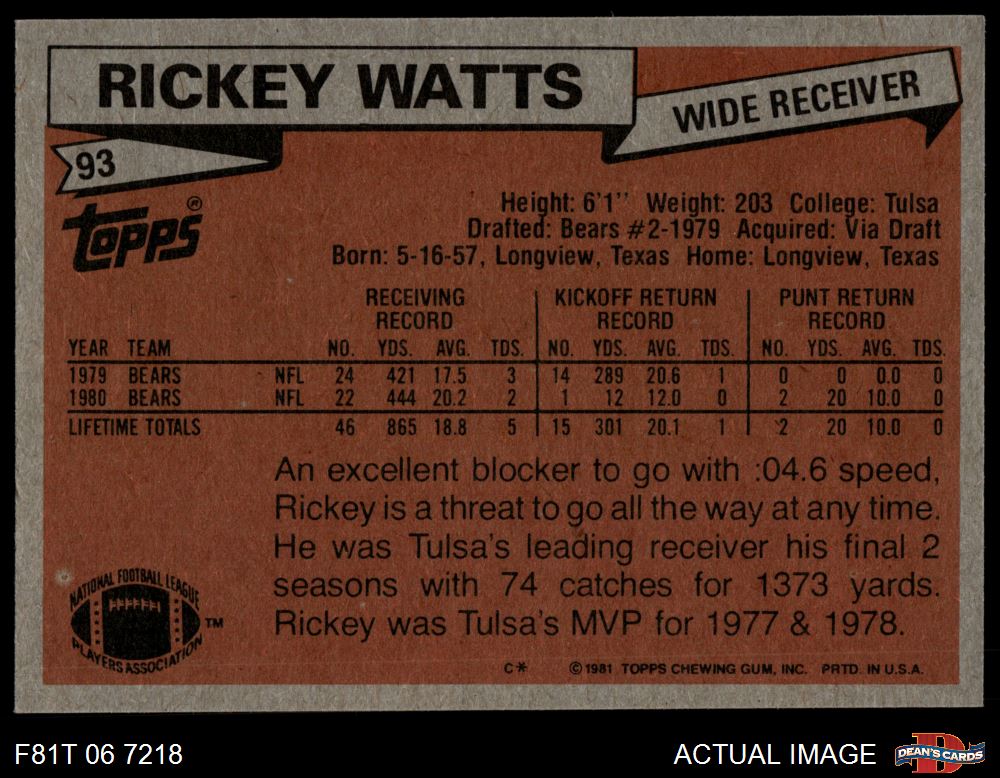 RICKEY WATTS
WIDE RECEIVER
93
TOPPS®
Height: 6'1'' Weight: 203 College: Tulsa
Drafted: Bears #2-1979 Acquired: Via Draft
Born: 5-16-57, Longview, Texas Home: Longview, Texas
RECEIVING KICKOFF RETURN PUNT RETURN
RECORD RECORD RECORD
YEAR TEAM NO. YDS. AVG. TDS. NO. YDS. AVG. TDS. NO. YDS. AVG. TDS.
1979 BEARS NFL 24 421 17.5 3 14 289 20.6 1 0 0 0.0 0
1980 BEARS NFL 22 444 20.2 2 1 12 12.0 0 2 20 10.0 0
LIFETIME TOTALS 46 865 18.8 5 15 301 20.1 1 2 20 10.0 0
An excellent blocker to go with :04.6 speed,
Rickey is a threat to go all the way at any time.
He was Tulsa's leading receiver his final 2
seasons with 74 catches for 1373 yards.
Rickey was Tulsa's MVP for 1977 & 1978.
NATIONAL FOOTBALL LEAGUE
PLAYERS ASSOCIATION
TM
C* ©1981 TOPPS CHEWING GUM, INC. PRTD. IN U.S.A.
F81T 06 7218
ACTUAL IMAGE
DEAN'S CARDS